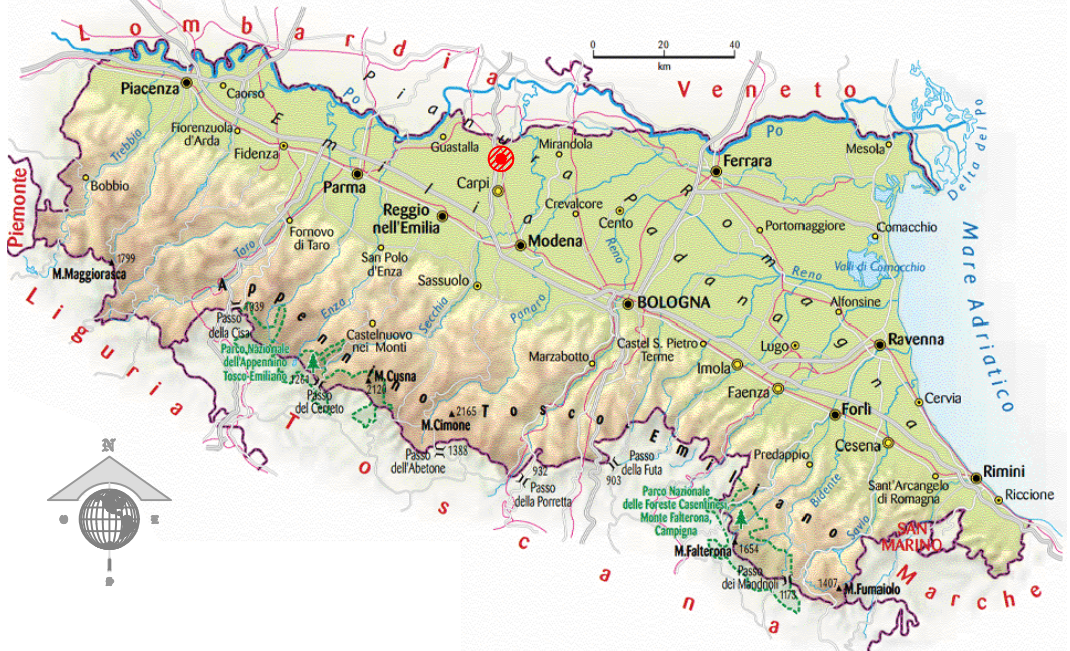 Lombardia
Veneto
Piemonte
Liguria
Toscana
Marche
SAN
MARINO
Mare Adriatico
Delta del Po
0 20 40
km
Pianura Padana
Emilia
Romagna
Appennino Tosco Emiliano
Piacenza
Caorso
Po
Po
Trebbia
Fiorenzuola
d'Arda
Fidenza
Bobbio
Parma
Guastalla
Mirandola
Carpi
Crevalcore
Cento
Ferrara
Mesola
Reggio
nell'Emilia
Modena
Reno
Portomaggiore
Comacchio
Fornovo
di Taro
Taro
San Polo
d'Enza
Sassuolo
Reno
Valli di Comacchio
1799
M.Maggiorasca
Enza
Secchia
Panaro
BOLOGNA
Alfonsine
1039
Passo
della Cisa
Castelnuovo
nei Monti
Marzabotto
Castel S. Pietro
Terme
Lugo
Ravenna
Parco Nazionale
dell'Appennino
Tosco-Emiliano
1261
Passo
del Cerreto
M.Cusna
2120
Imola
Faenza
2165
M.Cimone
Forlì
Cervia
Cesena
1388
Passo
dell'Abetone
932
Passo
della Porretta
Passo
della Futa
903
Predappio
Bidente
Savio
Sant'Arcangelo
di Romagna
Rimini
Riccione
Parco Nazionale
delle Foreste Casentinesi,
Monte Falterona,
Campigna
M.Falterona
1654
Passo
dei Mandrioli
1173
1407
M.Fumaiolo
N
O
E
S